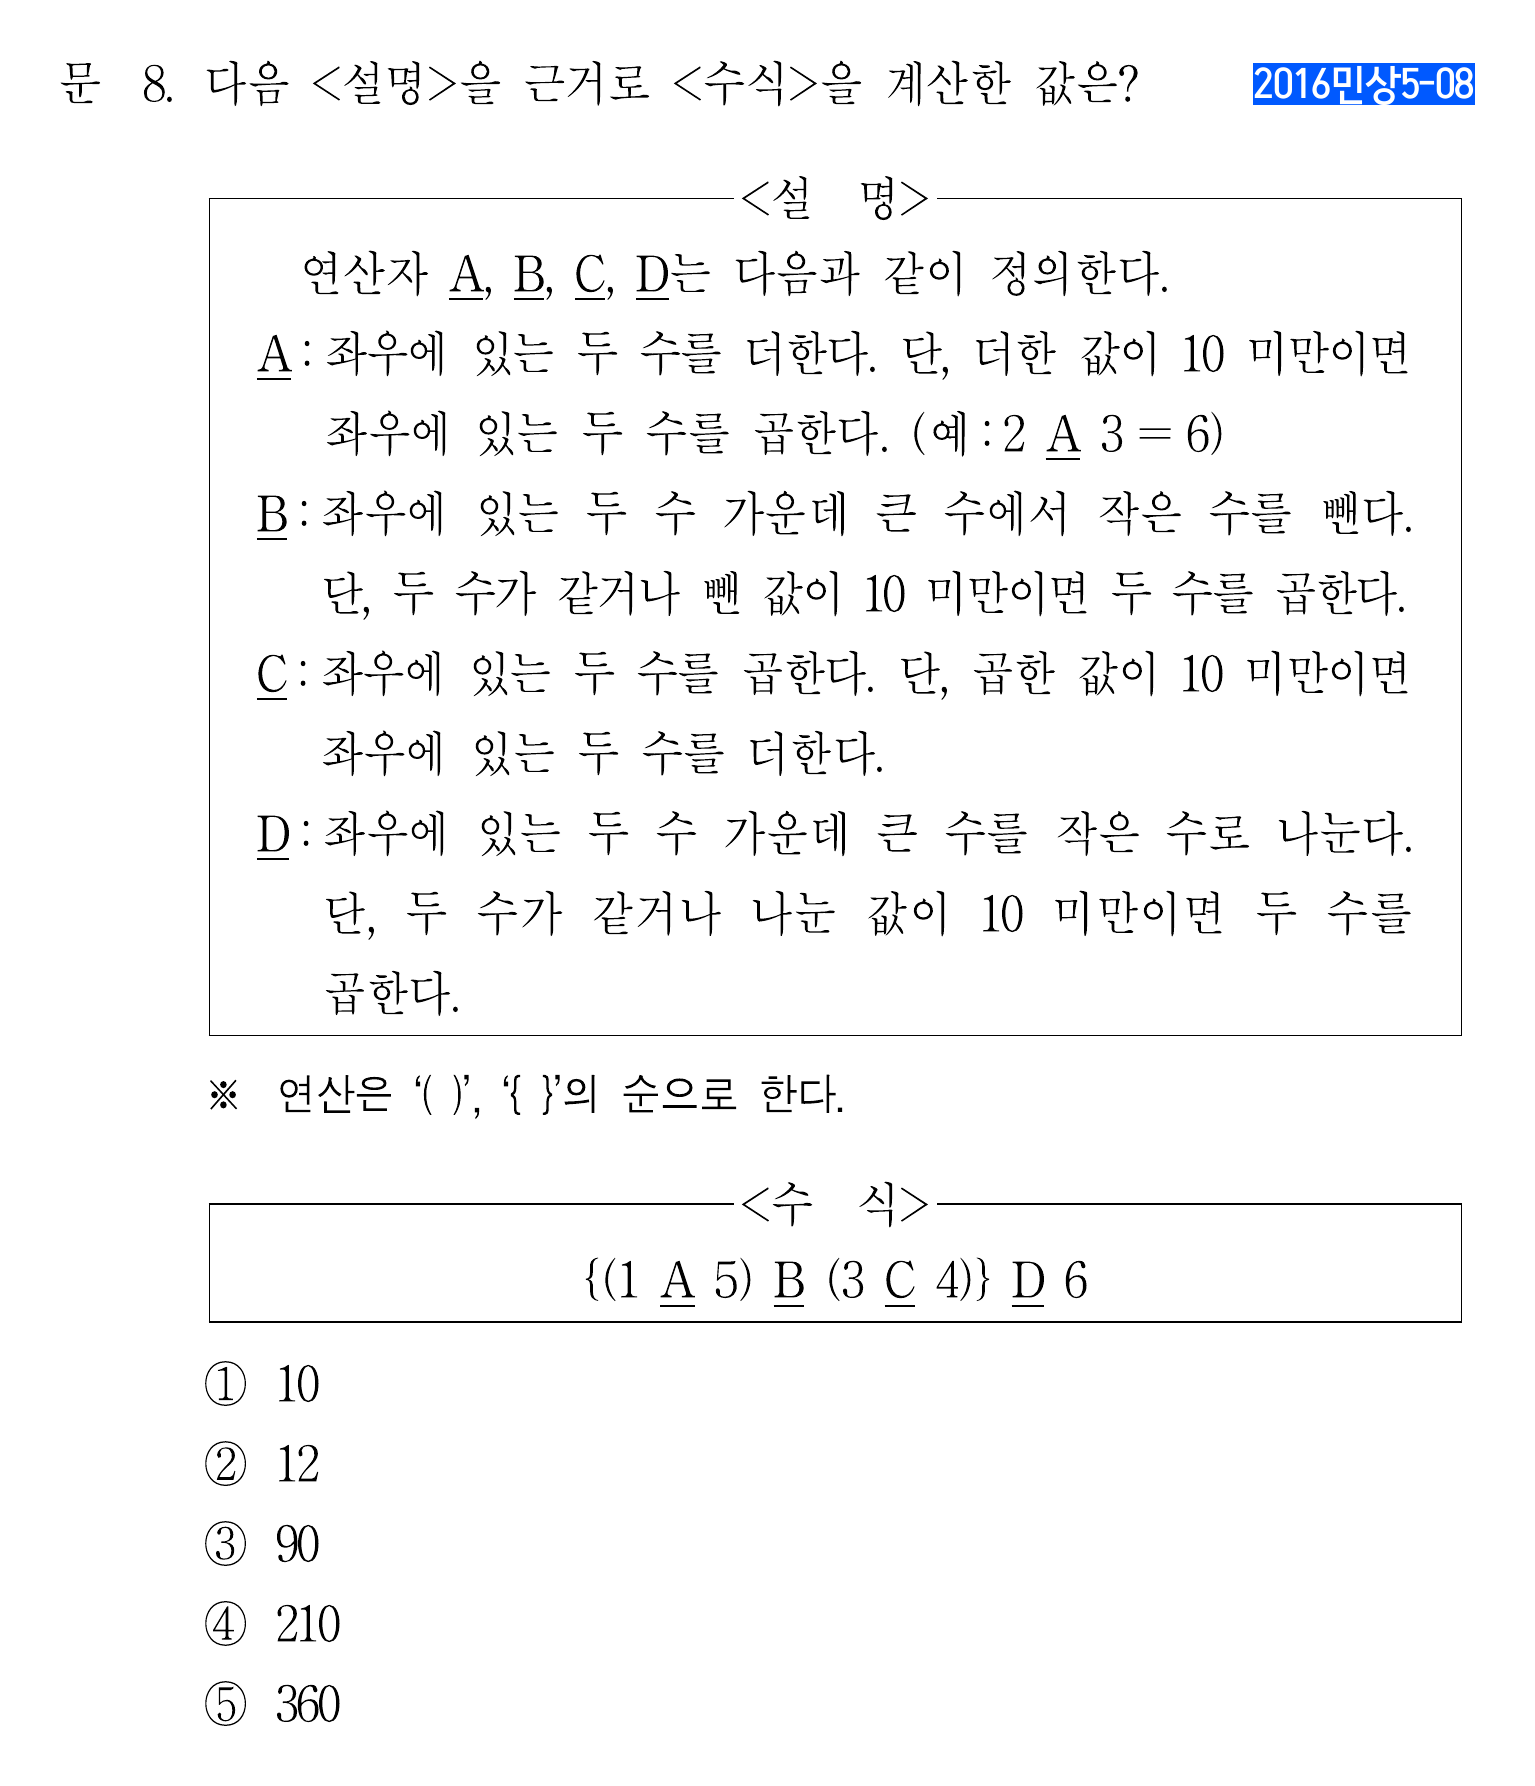 문 8. 다음 <설명>을 근거로 <수식>을 계산한 값은? 2016민상5-08
<설 명>
연산자 A, B, C, D는 다음과 같이 정의한다.
A : 좌우에 있는 두 수를 더한다. 단, 더한 값이 10 미만이면
좌우에 있는 두 수를 곱한다. (예 : 2 A 3 = 6)
B : 좌우에 있는 두 수 가운데 큰 수에서 작은 수를 뺀다.
단, 두 수가 같거나 뺀 값이 10 미만이면 두 수를 곱한다.
C : 좌우에 있는 두 수를 곱한다. 단, 곱한 값이 10 미만이면
좌우에 있는 두 수를 더한다.
D : 좌우에 있는 두 수 가운데 큰 수를 작은 수로 나눈다.
단, 두 수가 같거나 나눈 값이 10 미만이면 두 수를
곱한다.
※ 연산은 ‘( )’, ‘{ }’의 순으로 한다.
<수 식>
{(1 A 5) B (3 C 4)} D 6
① 10
② 12
③ 90
④ 210
⑤ 360